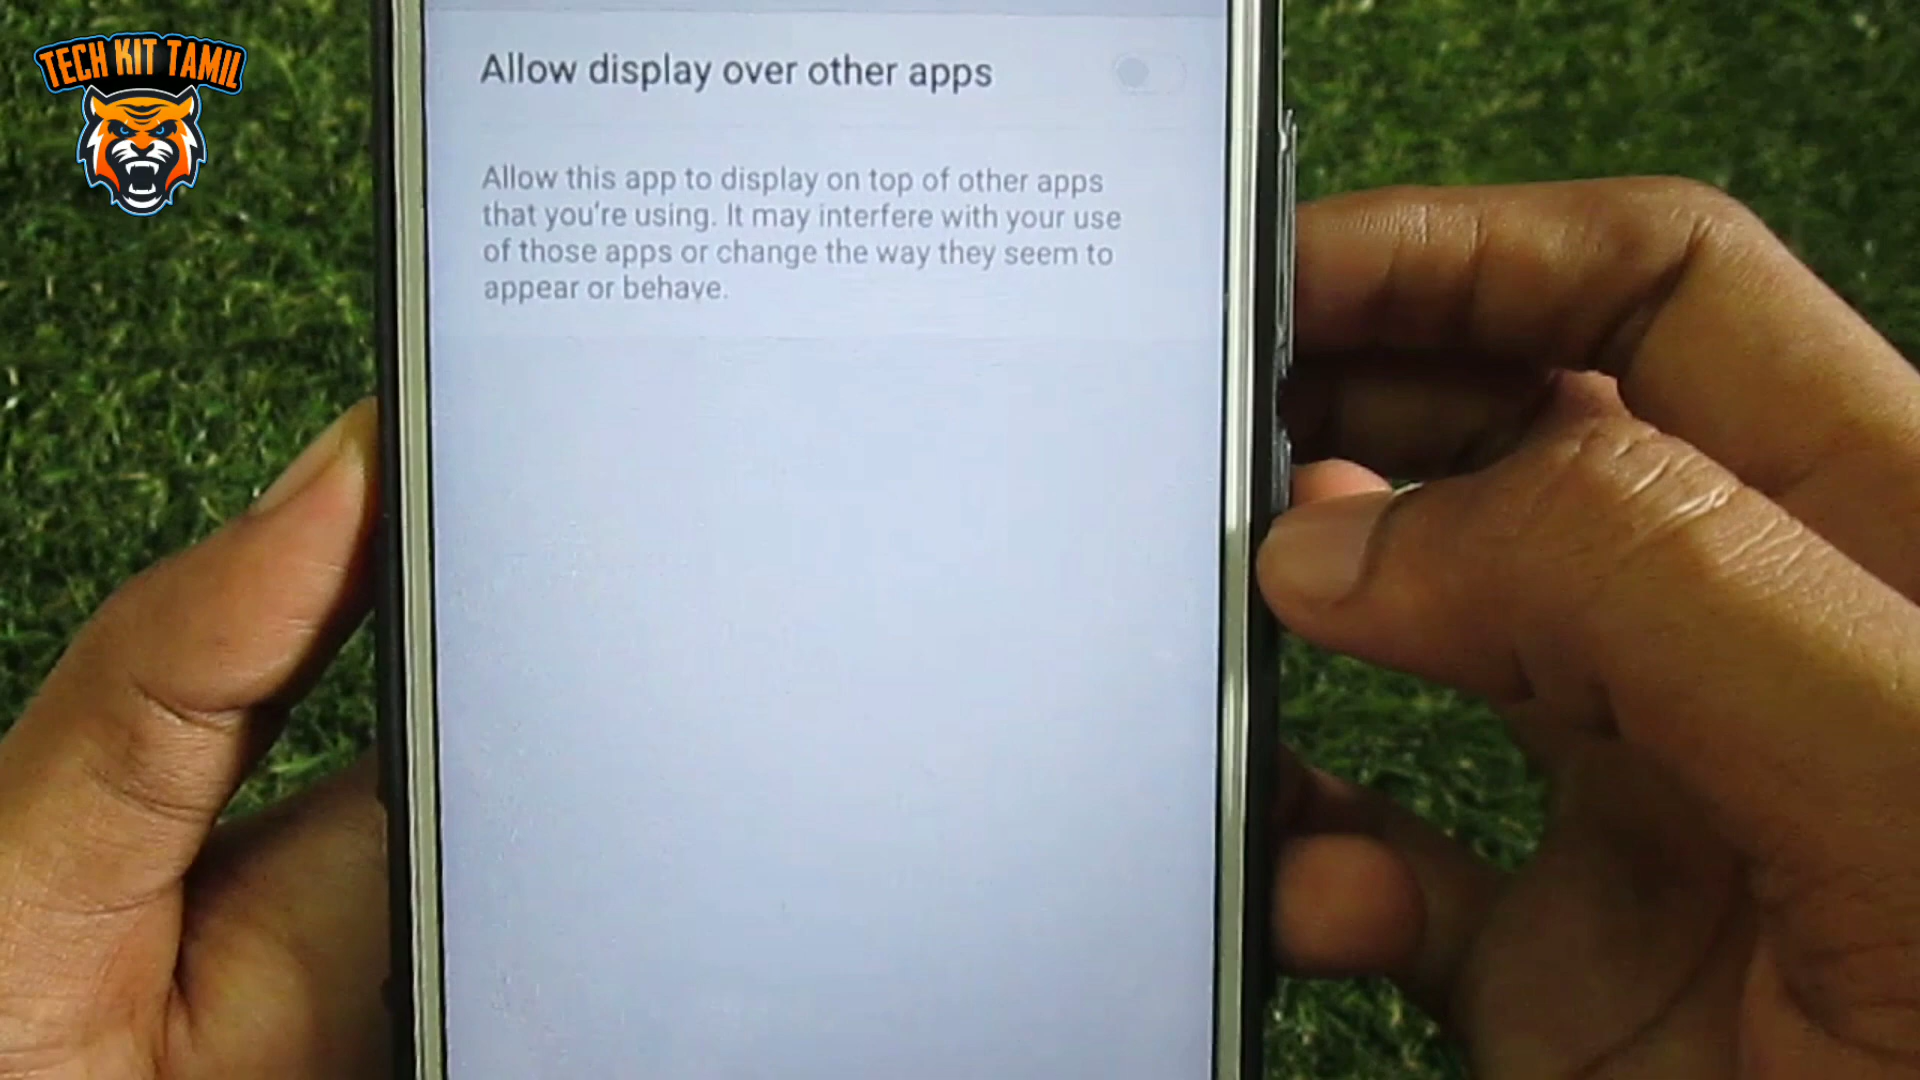 TECH KIT TAMIL
Allow display over other apps
Allow this app to display on top of other apps
that you're using. It may interfere with your use
of those apps or change the way they seem to
appear or behave.